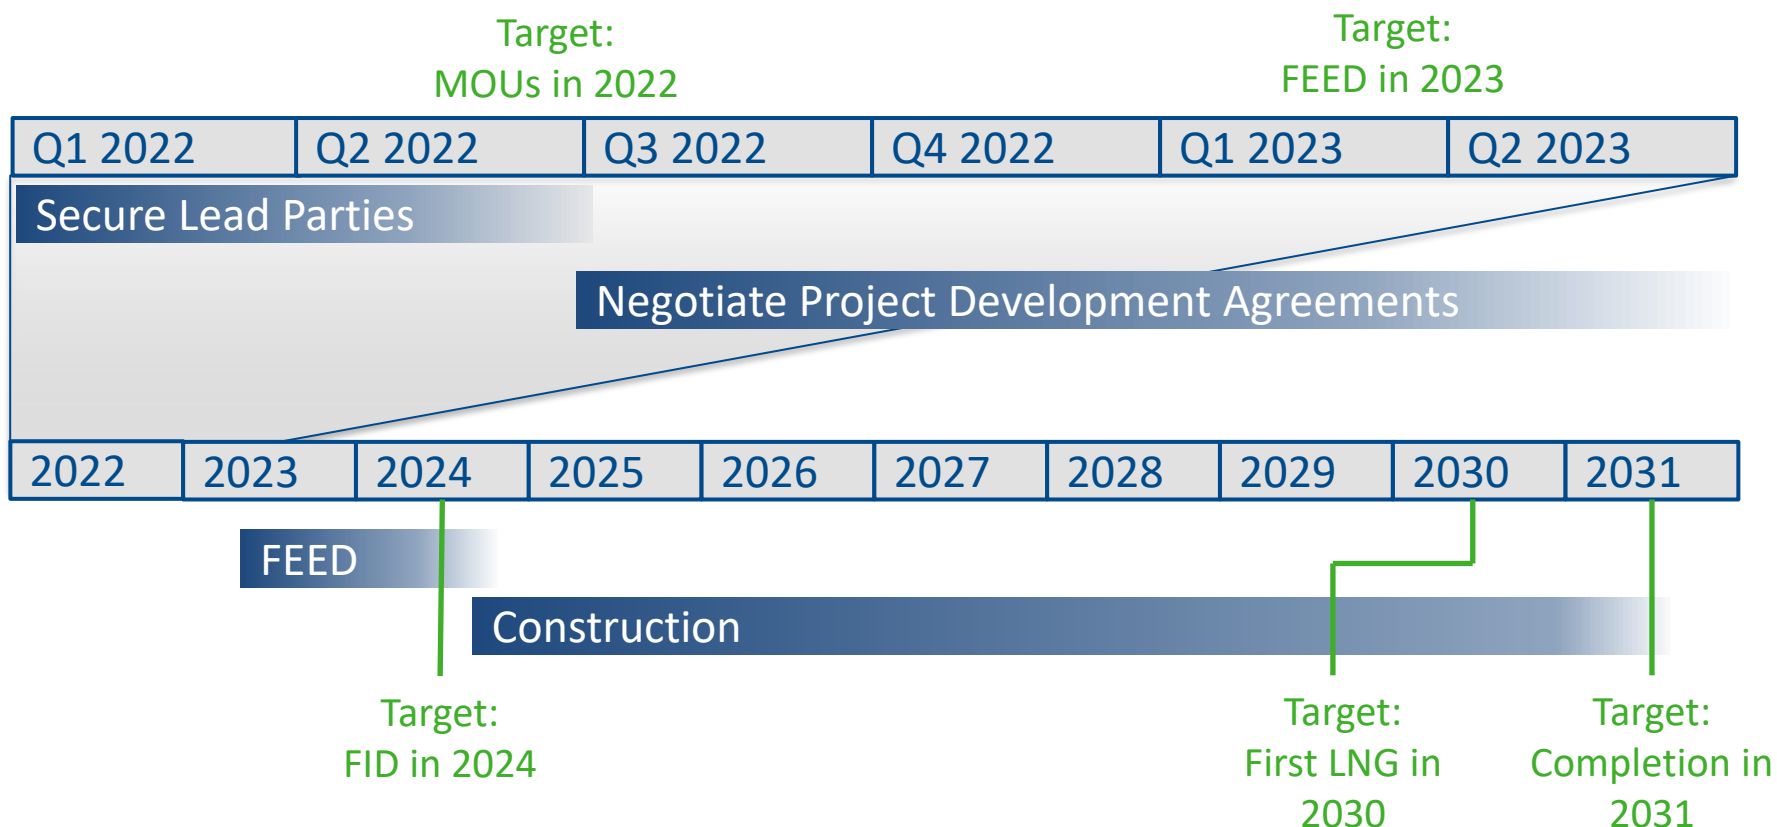 Target:
MOUs in 2022
Target:
FEED in 2023
Q1 2022
Q2 2022
Q3 2022
Q4 2022
Q1 2023
Q2 2023
Secure Lead Parties
Negotiate Project Development Agreements
2022
2023
2024
2025
2026
2027
2028
2029
2030
2031
FEED
Construction
Target:
FID in 2024
Target:
First LNG in
2030
Target:
Completion in
2031